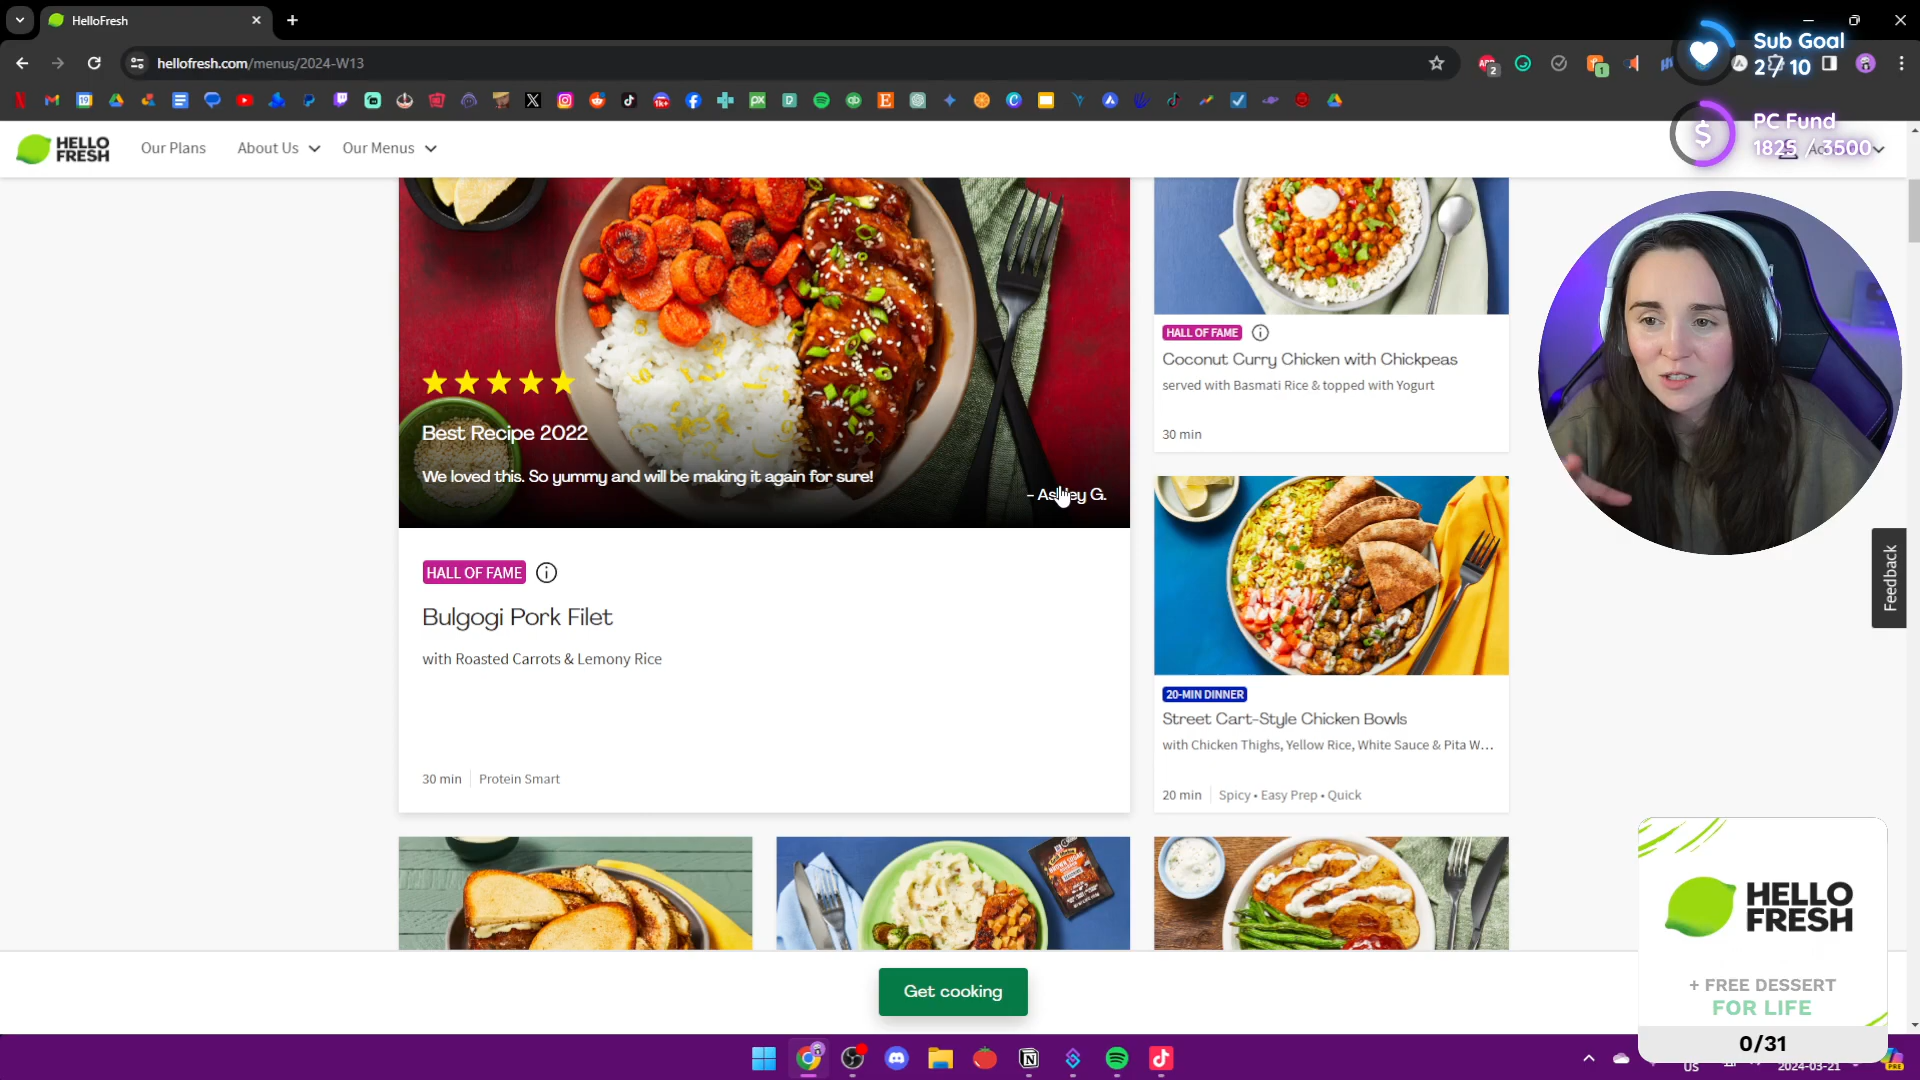 HelloFresh
hellofresh.com/menus/2024-W13
Sub Goal
2 / 10
PC Fund
1825 / 3500
HELLO
FRESH
Our Plans
About Us
Our Menus
Best Recipe 2022
We loved this. So yummy and will be making it again for sure!
HALL OF FAME
Bulgogi Pork Filet
with Roasted Carrots & Lemony Rice
30 min
Protein Smart
HALL OF FAME
Coconut Curry Chicken with Chickpeas
served with Basmati Rice & topped with Yogurt
30 min
20-MIN DINNER
Street Cart-Style Chicken Bowls
with Chicken Thighs, Yellow Rice, White Sauce & Pita W...
20 min
Spicy • Easy Prep • Quick
Feedback
Get cooking
HELLO
FRESH
+ FREE DESSERT
FOR LIFE
0/31
US
2024-03-21